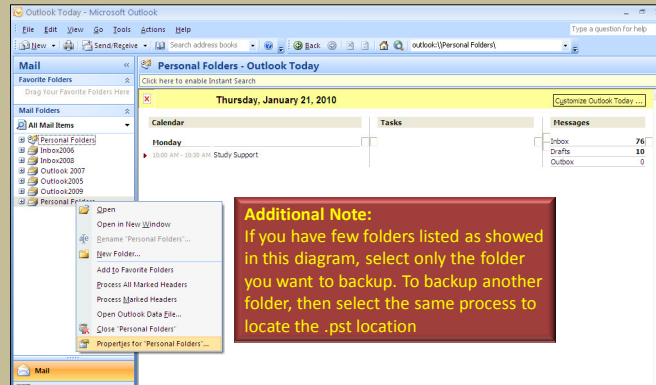 Outlook Today - Microsoft Outlook
File Edit View Go Tools Actions Help
Type a question for help
New Send/Receive Search address books Back outlook:\\Personal Folders\
Mail «
Personal Folders - Outlook Today
Favorite Folders
Click here to enable Instant Search
Drag Your Favorite Folders Here
Thursday, January 21, 2010
Customize Outlook Today ...
Mail Folders
All Mail Items
Calendar Tasks Messages
Personal Folders
Monday
Inbox 76
Inbox2006
10:00 AM - 10:30 AM Study Support
Drafts 10
Inbox2008
Outbox 0
Outlook 2007
Outlook2005
Outlook2009
Personal Folders
Open
Open in New Window
Rename "Personal Folders"...
New Folder...
Add to Favorite Folders
Process All Marked Headers
Process Marked Headers
Open Outlook Data File...
Close "Personal Folders"
Properties for "Personal Folders"...
Additional Note:
If you have few folders listed as showed
in this diagram, select only the folder
you want to backup. To backup another
folder, then select the same process to
locate the .pst location
Mail